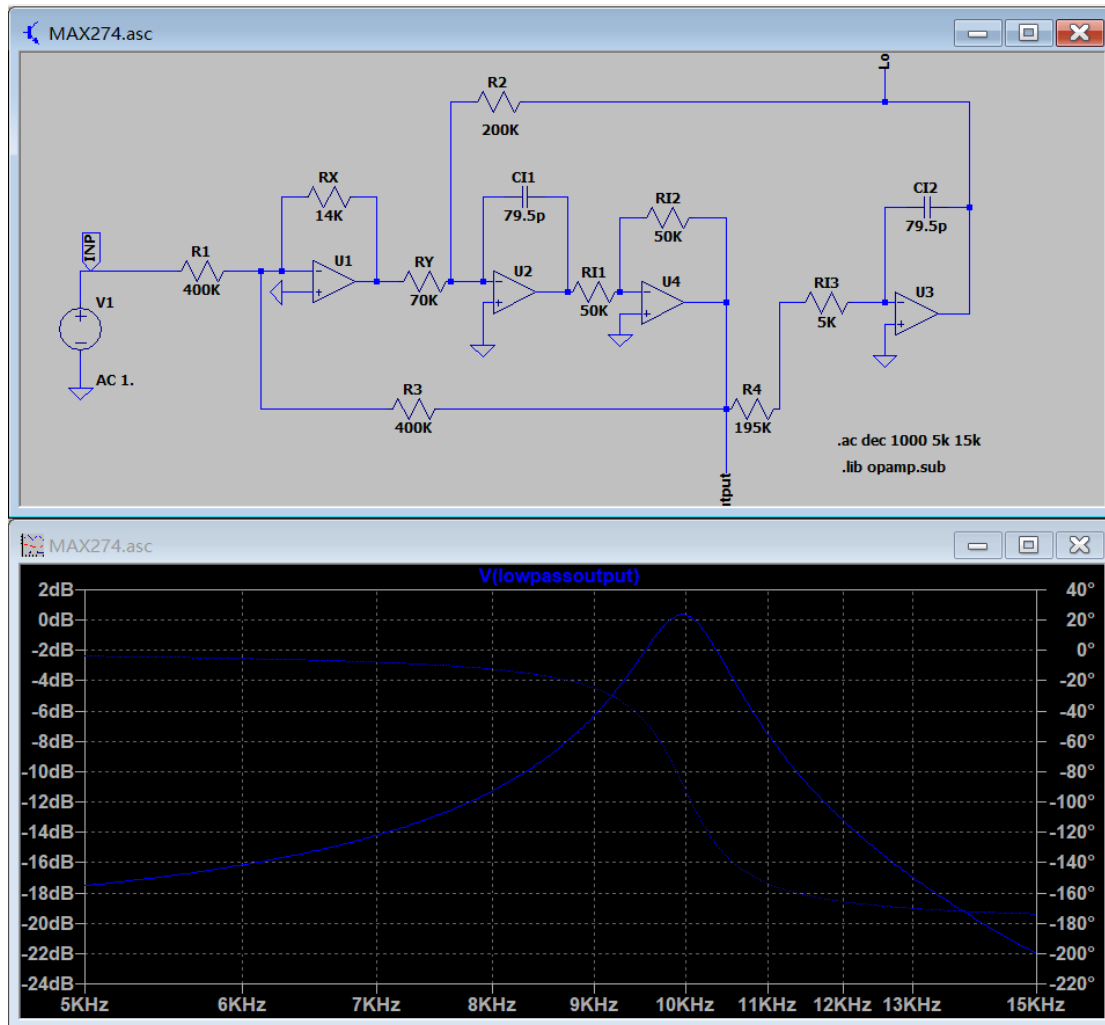 MAX274.asc
Lo
R2
200K
RX
14K
CI1
79.5p
RI2
50K
CI2
79.5p
INP
R1
400K
U1
RY
70K
U2
RI1
50K
U4
RI3
5K
U3
V1
AC 1.
R3
400K
R4
195K
.ac dec 1000 5k 15k
.lib opamp.sub
tput
MAX274.asc
V(lowpassoutput)
2dB 40°
0dB 20°
-2dB 0°
-4dB -20°
-6dB -40°
-8dB -60°
-10dB -80°
-12dB -100°
-14dB -120°
-16dB -140°
-18dB -160°
-20dB -180°
-22dB -200°
-24dB -220°
5KHz 6KHz 7KHz 8KHz 9KHz 10KHz 11KHz 12KHz 13KHz 15KHz